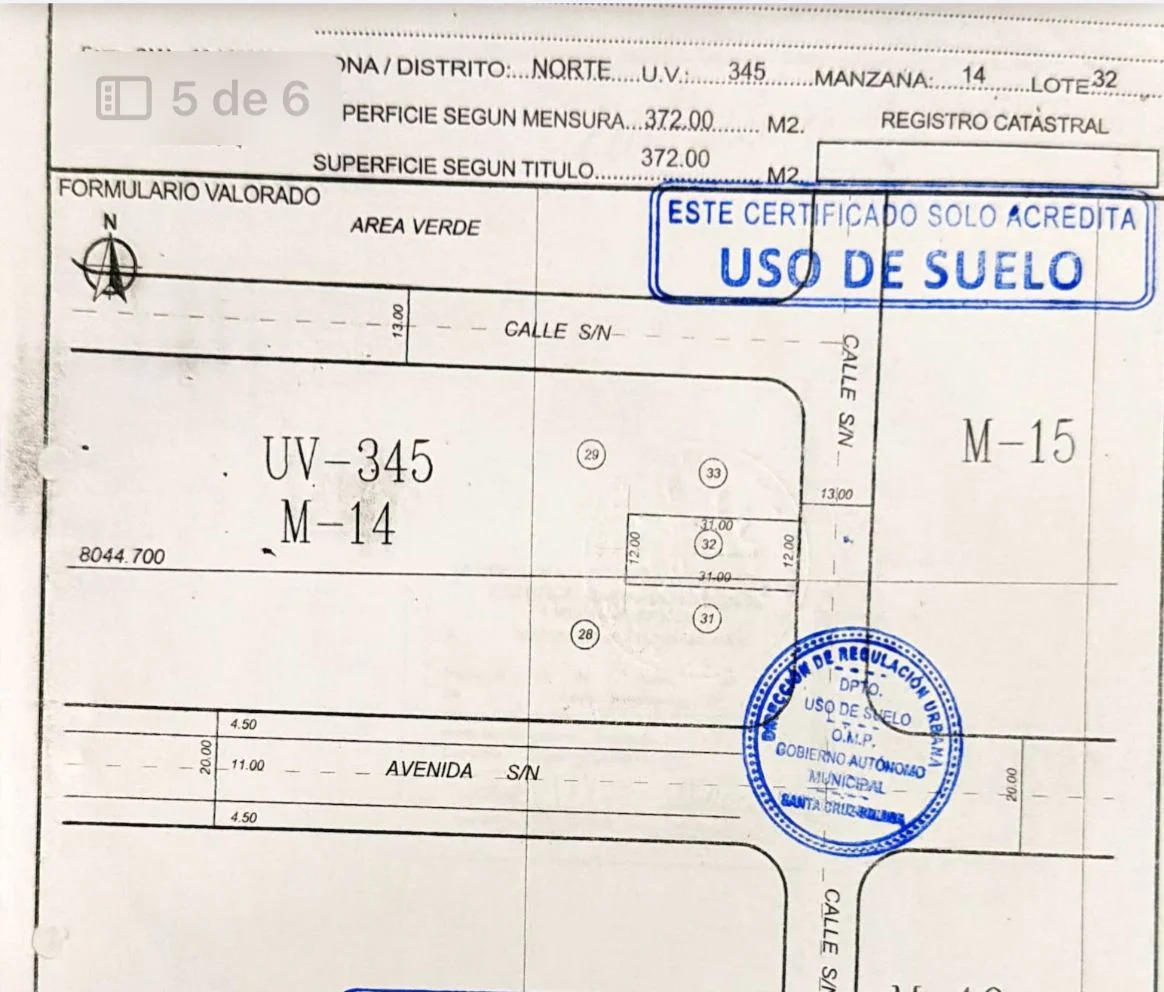 5 de 6
ONA / DISTRITO:...NORTE....U.V.:....345.......MANZANA:....14.......LOTE:32
PERFICIE SEGUN MENSURA...372.00........ M2.
REGISTRO CATASTRAL
SUPERFICIE SEGUN TITULO........372.00........ M2.
FORMULARIO VALORADO
ESTE CERTIFICADO SOLO ACREDITA
USO DE SUELO
N
AREA VERDE
13.00
CALLE S/N
CALLE S/N
UV-345
M-14
M-15
29
33
13.00
31.00
12.00
32
12.00
31.00
8044.700
28
31
DIRECCIÓN DE REGULACIÓN URBANA
DPTO.
USO DE SUELO
O.M.P.
GOBIERNO AUTÓNOMO
MUNICIPAL
SANTA CRUZ-BOLIVIA
4.50
20.00
11.00
AVENIDA S/N
4.50
20.00
CALLE S/N